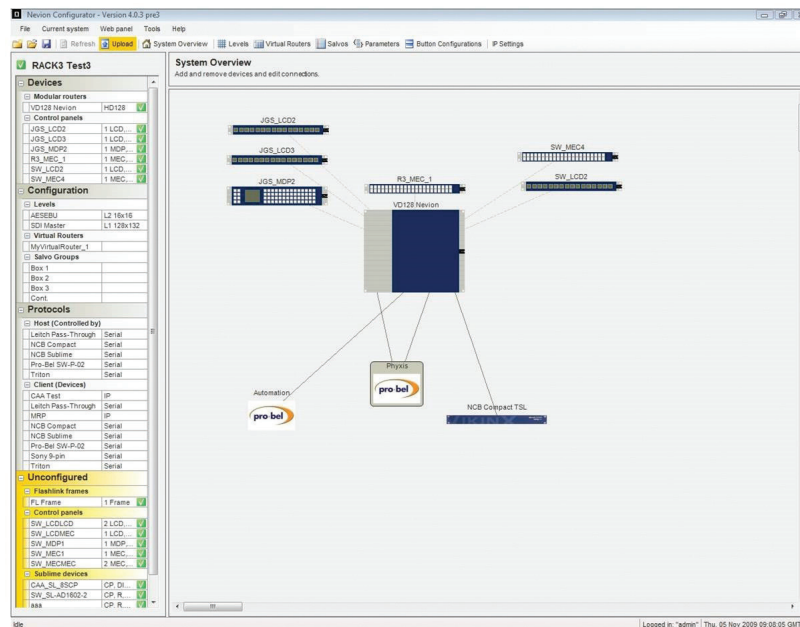 Nevion Configurator - Version 4.0.3 pre3
File Current system Web panel Tools Help
Refresh Upload System Overview Levels Virtual Routers Salvos Parameters Button Configurations IP Settings
RACK3 Test3
Devices
Modular routers
VD128 Nevion HD128
Control panels
JGS_LCD2 1 LCD,...
JGS_LCD3 1 LCD,...
JGS_MDP2 1 MDP,...
R3_MEC_1 1 MEC,...
SW_LCD2 1 LCD,...
SW_MEC4 1 MEC,...
Configuration
Levels
AESEBU L2 16x16
SDI Master L1 128x132
Virtual Routers
MyVirtualRouter_1
Salvo Groups
Box 1
Box 2
Box 3
Cont.
Protocols
Host (Controlled by)
Leitch Pass-Through Serial
NCB Compact Serial
NCB Sublime Serial
Pro-Bel SW-P-02 Serial
Triton Serial
Client (Devices)
CAA Test IP
Leitch Pass-Through Serial
MRP IP
NCB Compact Serial
NCB Sublime Serial
Pro-Bel SW-P-02 Serial
Sony 9-pin Serial
Triton Serial
Unconfigured
Flashlink frames
FL Frame 1 Frame
Control panels
SW_LCDLCD 2 LCD,...
SW_LCDMEC 1 LCD,...
SW_MDP1 1 MDP,...
SW_MEC1 1 MEC,...
SW_MECMEC 2 MEC,...
Sublime devices
CAA_SL_8SCP CP, DI...
SW_SL-AD1602-2 CP, R...
aaa CP, R...
System Overview
Add and remove devices and edit connections.
JGS_LCD2
JGS_LCD3
JGS_MDP2
R3_MEC_1
SW_MEC4
SW_LCD2
VD128 Nevion
Phyxis
pro·bel
Automation
pro·bel
NCB Compact TSL
VIKINX
Idle
Logged in: "admin" Thu, 05 Nov 2009 09:08:05 GMT